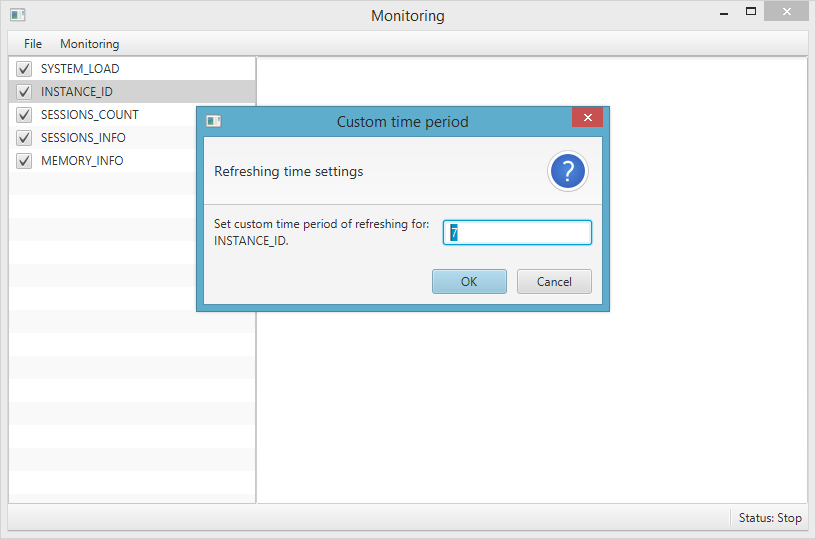 Monitoring
File Monitoring
SYSTEM_LOAD
INSTANCE_ID
SESSIONS_COUNT
SESSIONS_INFO
MEMORY_INFO
Custom time period
Refreshing time settings
?
Set custom time period of refreshing for:
INSTANCE_ID.
7
OK Cancel
Status: Stop